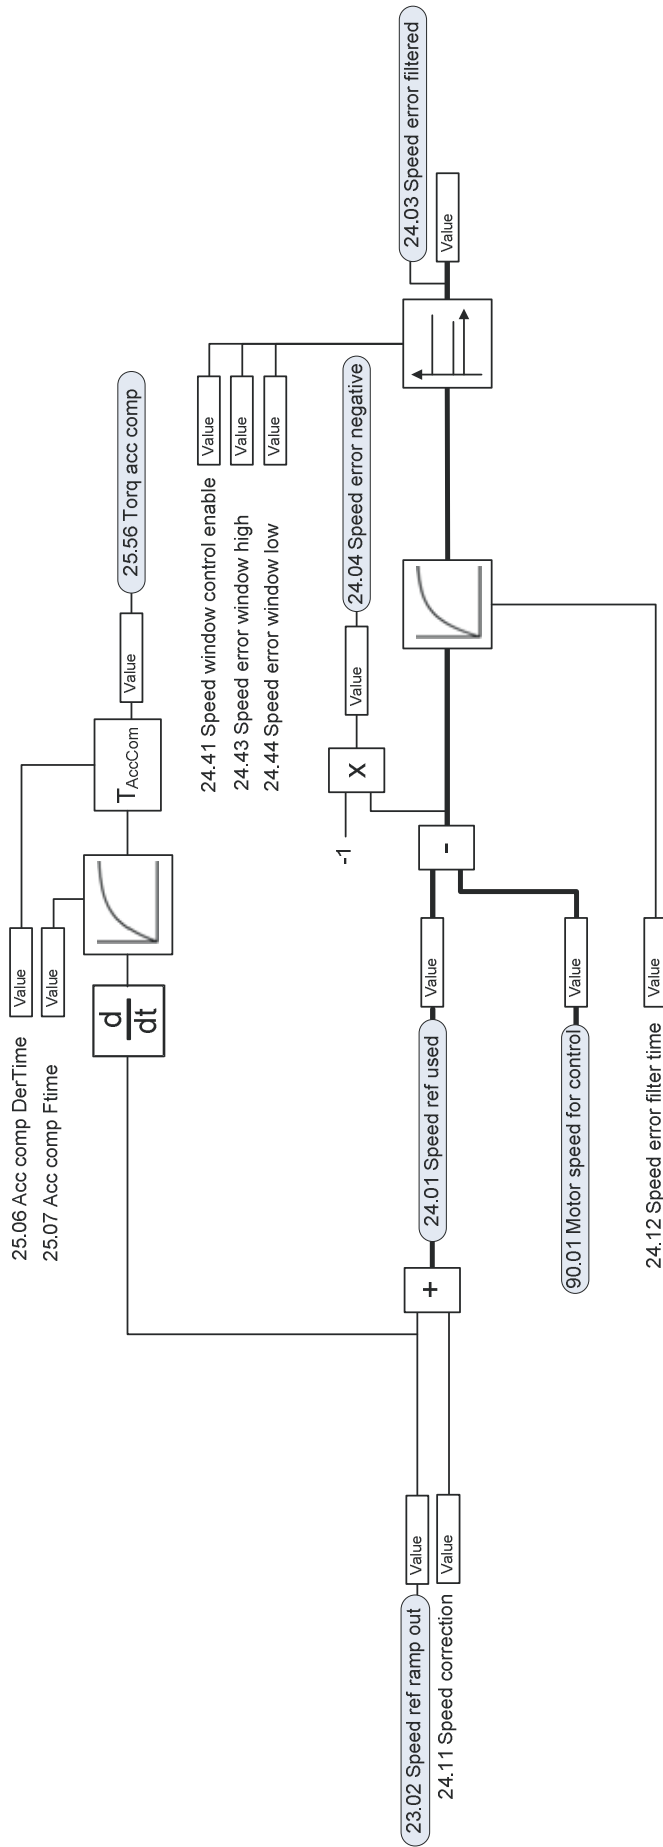 25.06 Acc comp DerTime
Value
25.07 Acc comp Ftime
Value
d
dt
TAccCom
Value
25.56 Torq acc comp
24.41 Speed window control enable
Value
24.43 Speed error window high
Value
24.44 Speed error window low
Value
-1
X
Value
24.04 Speed error negative
23.02 Speed ref ramp out
Value
24.11 Speed correction
Value
+
24.01 Speed ref used
Value
-
24.03 Speed error filtered
Value
90.01 Motor speed for control
Value
24.12 Speed error filter time
Value